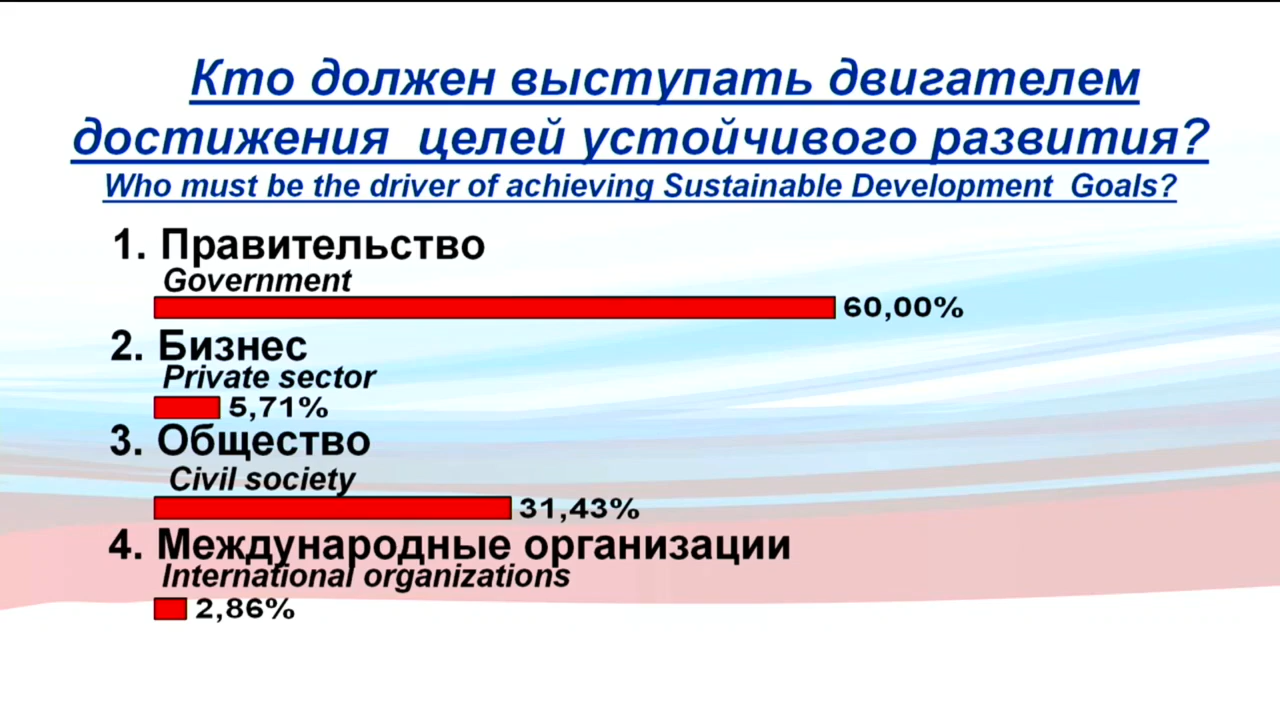 Кто должен выступать двигателем
достижения целей устойчивого развития?
Who must be the driver of achieving Sustainable Development Goals?
1. Правительство
Government
60,00%
2. Бизнес
Private sector
5,71%
3. Общество
Civil society
31,43%
4. Международные организации
International organizations
2,86%